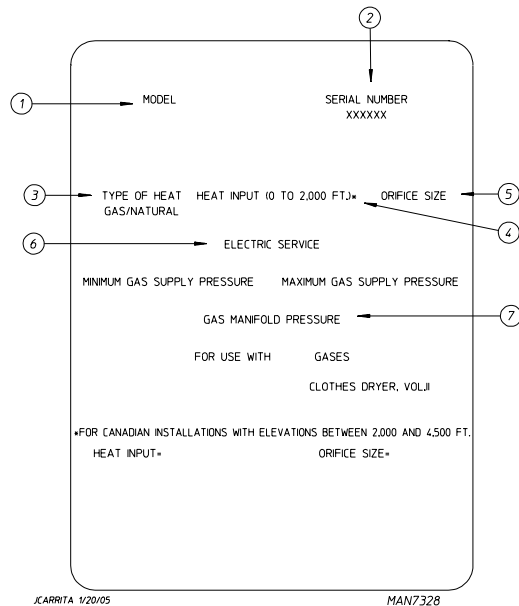 2
1
MODEL
SERIAL NUMBER
XXXXXX
3
TYPE OF HEAT
GAS/NATURAL
HEAT INPUT (0 TO 2,000 FT.)*
ORIFICE SIZE
5
4
6
ELECTRIC SERVICE
MINIMUM GAS SUPPLY PRESSURE
MAXIMUM GAS SUPPLY PRESSURE
GAS MANIFOLD PRESSURE
7
FOR USE WITH
GASES
CLOTHES DRYER, VOL.II
*FOR CANADIAN INSTALLATIONS WITH ELEVATIONS BETWEEN 2,000 AND 4,500 FT.
HEAT INPUT=
ORIFICE SIZE=
JCARRITA 1/20/05
MAN7328